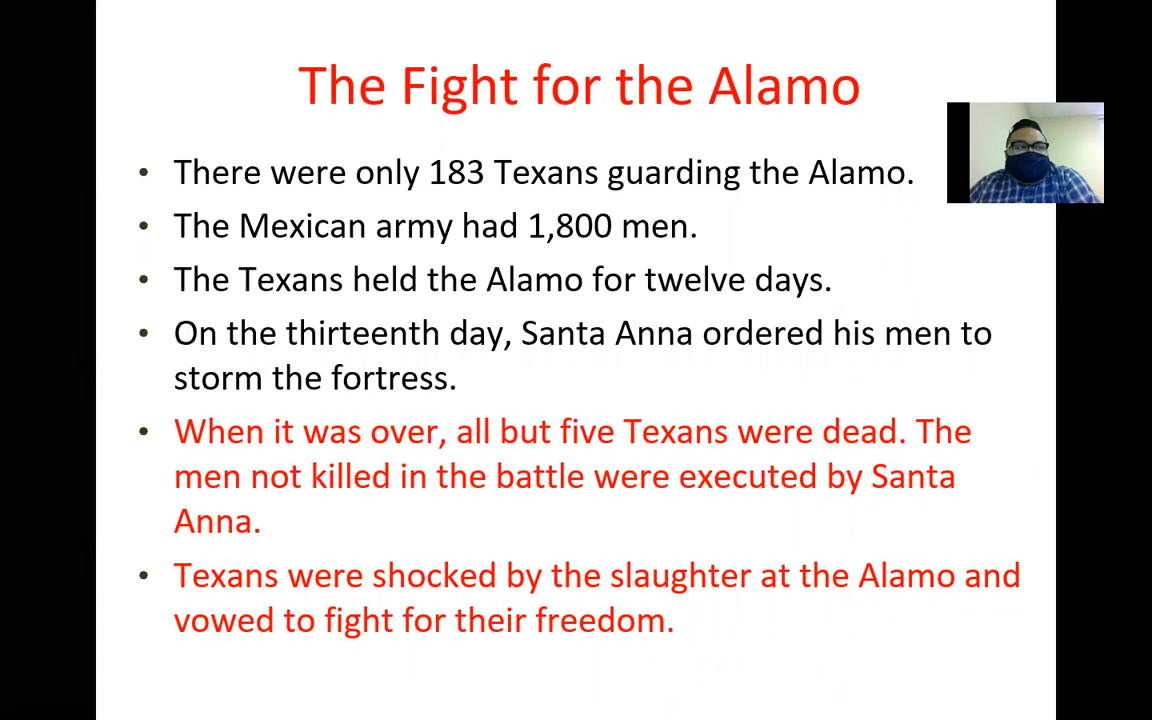 The Fight for the Alamo
• There were only 183 Texans guarding the Alamo.
• The Mexican army had 1,800 men.
• The Texans held the Alamo for twelve days.
• On the thirteenth day, Santa Anna ordered his men to
storm the fortress.
• When it was over, all but five Texans were dead. The
men not killed in the battle were executed by Santa
Anna.
• Texans were shocked by the slaughter at the Alamo and
vowed to fight for their freedom.